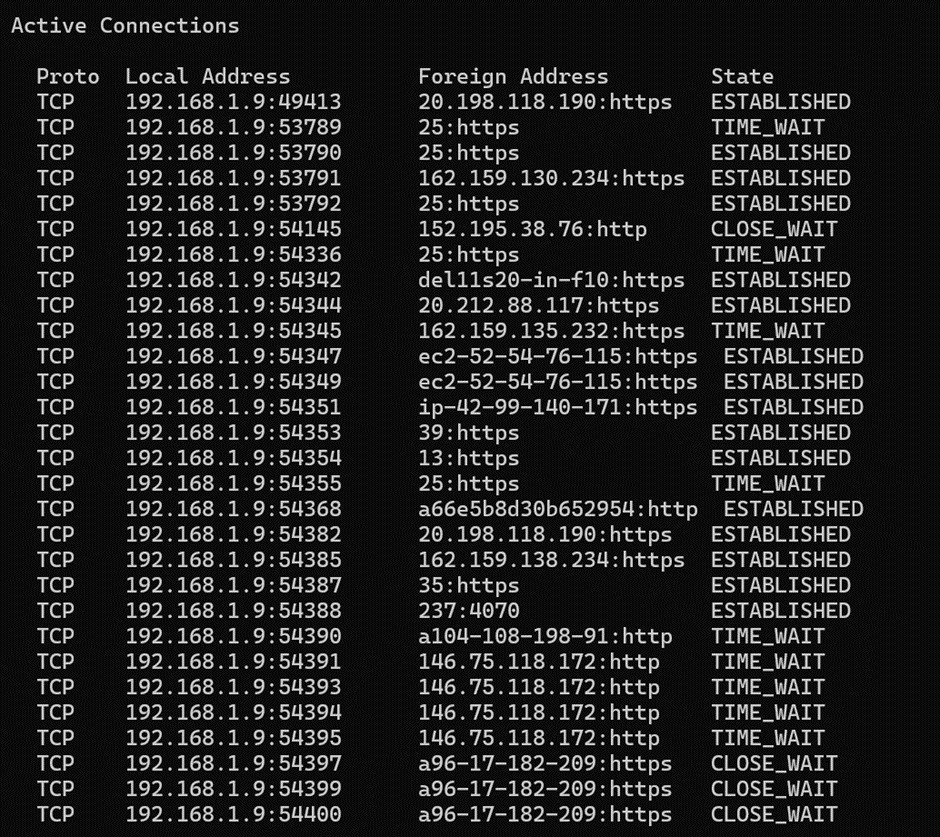 Active Connections
Proto Local Address Foreign Address State
TCP 192.168.1.9:49413 20.198.118.190:https ESTABLISHED
TCP 192.168.1.9:53789 25:https TIME_WAIT
TCP 192.168.1.9:53790 25:https ESTABLISHED
TCP 192.168.1.9:53791 162.159.130.234:https ESTABLISHED
TCP 192.168.1.9:53792 25:https ESTABLISHED
TCP 192.168.1.9:54145 152.195.38.76:http CLOSE_WAIT
TCP 192.168.1.9:54336 25:https TIME_WAIT
TCP 192.168.1.9:54342 del11s20-in-f10:https ESTABLISHED
TCP 192.168.1.9:54344 20.212.88.117:https ESTABLISHED
TCP 192.168.1.9:54345 162.159.135.232:https TIME_WAIT
TCP 192.168.1.9:54347 ec2-52-54-76-115:https ESTABLISHED
TCP 192.168.1.9:54349 ec2-52-54-76-115:https ESTABLISHED
TCP 192.168.1.9:54351 ip-42-99-140-171:https ESTABLISHED
TCP 192.168.1.9:54353 39:https ESTABLISHED
TCP 192.168.1.9:54354 13:https ESTABLISHED
TCP 192.168.1.9:54355 25:https TIME_WAIT
TCP 192.168.1.9:54368 a66e5b8d30b652954:http ESTABLISHED
TCP 192.168.1.9:54382 20.198.118.190:https ESTABLISHED
TCP 192.168.1.9:54385 162.159.138.234:https ESTABLISHED
TCP 192.168.1.9:54387 35:https ESTABLISHED
TCP 192.168.1.9:54388 237:4070 ESTABLISHED
TCP 192.168.1.9:54390 a104-108-198-91:http TIME_WAIT
TCP 192.168.1.9:54391 146.75.118.172:http TIME_WAIT
TCP 192.168.1.9:54393 146.75.118.172:http TIME_WAIT
TCP 192.168.1.9:54394 146.75.118.172:http TIME_WAIT
TCP 192.168.1.9:54395 146.75.118.172:http TIME_WAIT
TCP 192.168.1.9:54397 a96-17-182-209:https CLOSE_WAIT
TCP 192.168.1.9:54399 a96-17-182-209:https CLOSE_WAIT
TCP 192.168.1.9:54400 a96-17-182-209:https CLOSE_WAIT